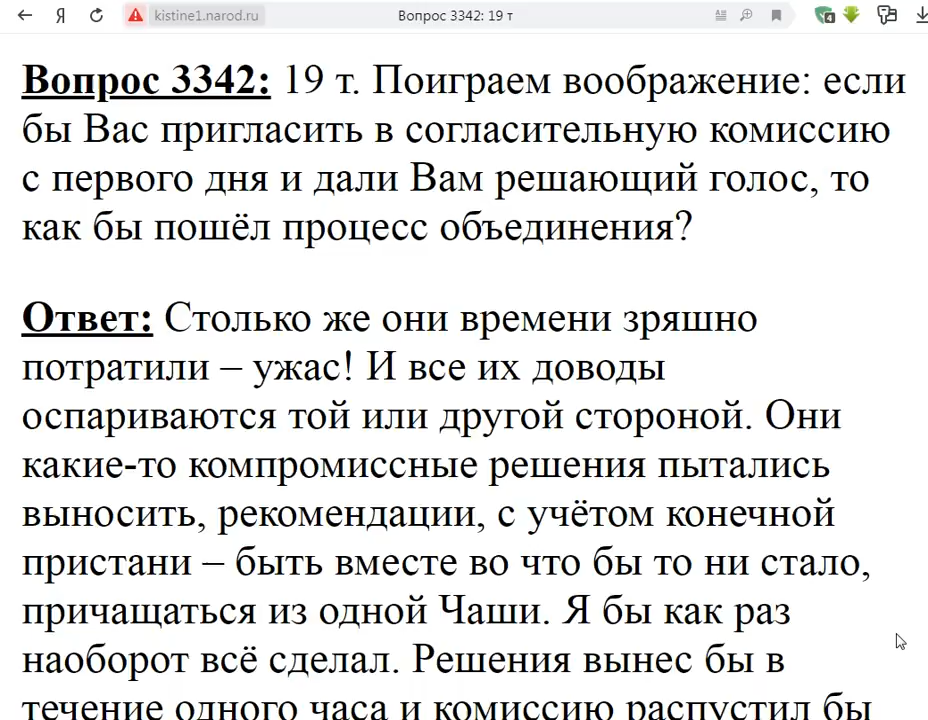 Я kistine1.narod.ru Вопрос 3342: 19 т 4
Вопрос 3342: 19 т. Поиграем воображение: если
бы Вас пригласить в согласительную комиссию
с первого дня и дали Вам решающий голос, то
как бы пошёл процесс объединения?
Ответ: Столько же они времени зряшно
потратили – ужас! И все их доводы
оспариваются той или другой стороной. Они
какие-то компромиссные решения пытались
выносить, рекомендации, с учётом конечной
пристани – быть вместе во что бы то ни стало,
причащаться из одной Чаши. Я бы как раз
наоборот всё сделал. Решения вынес бы в
течение одного часа и комиссию распустил бы